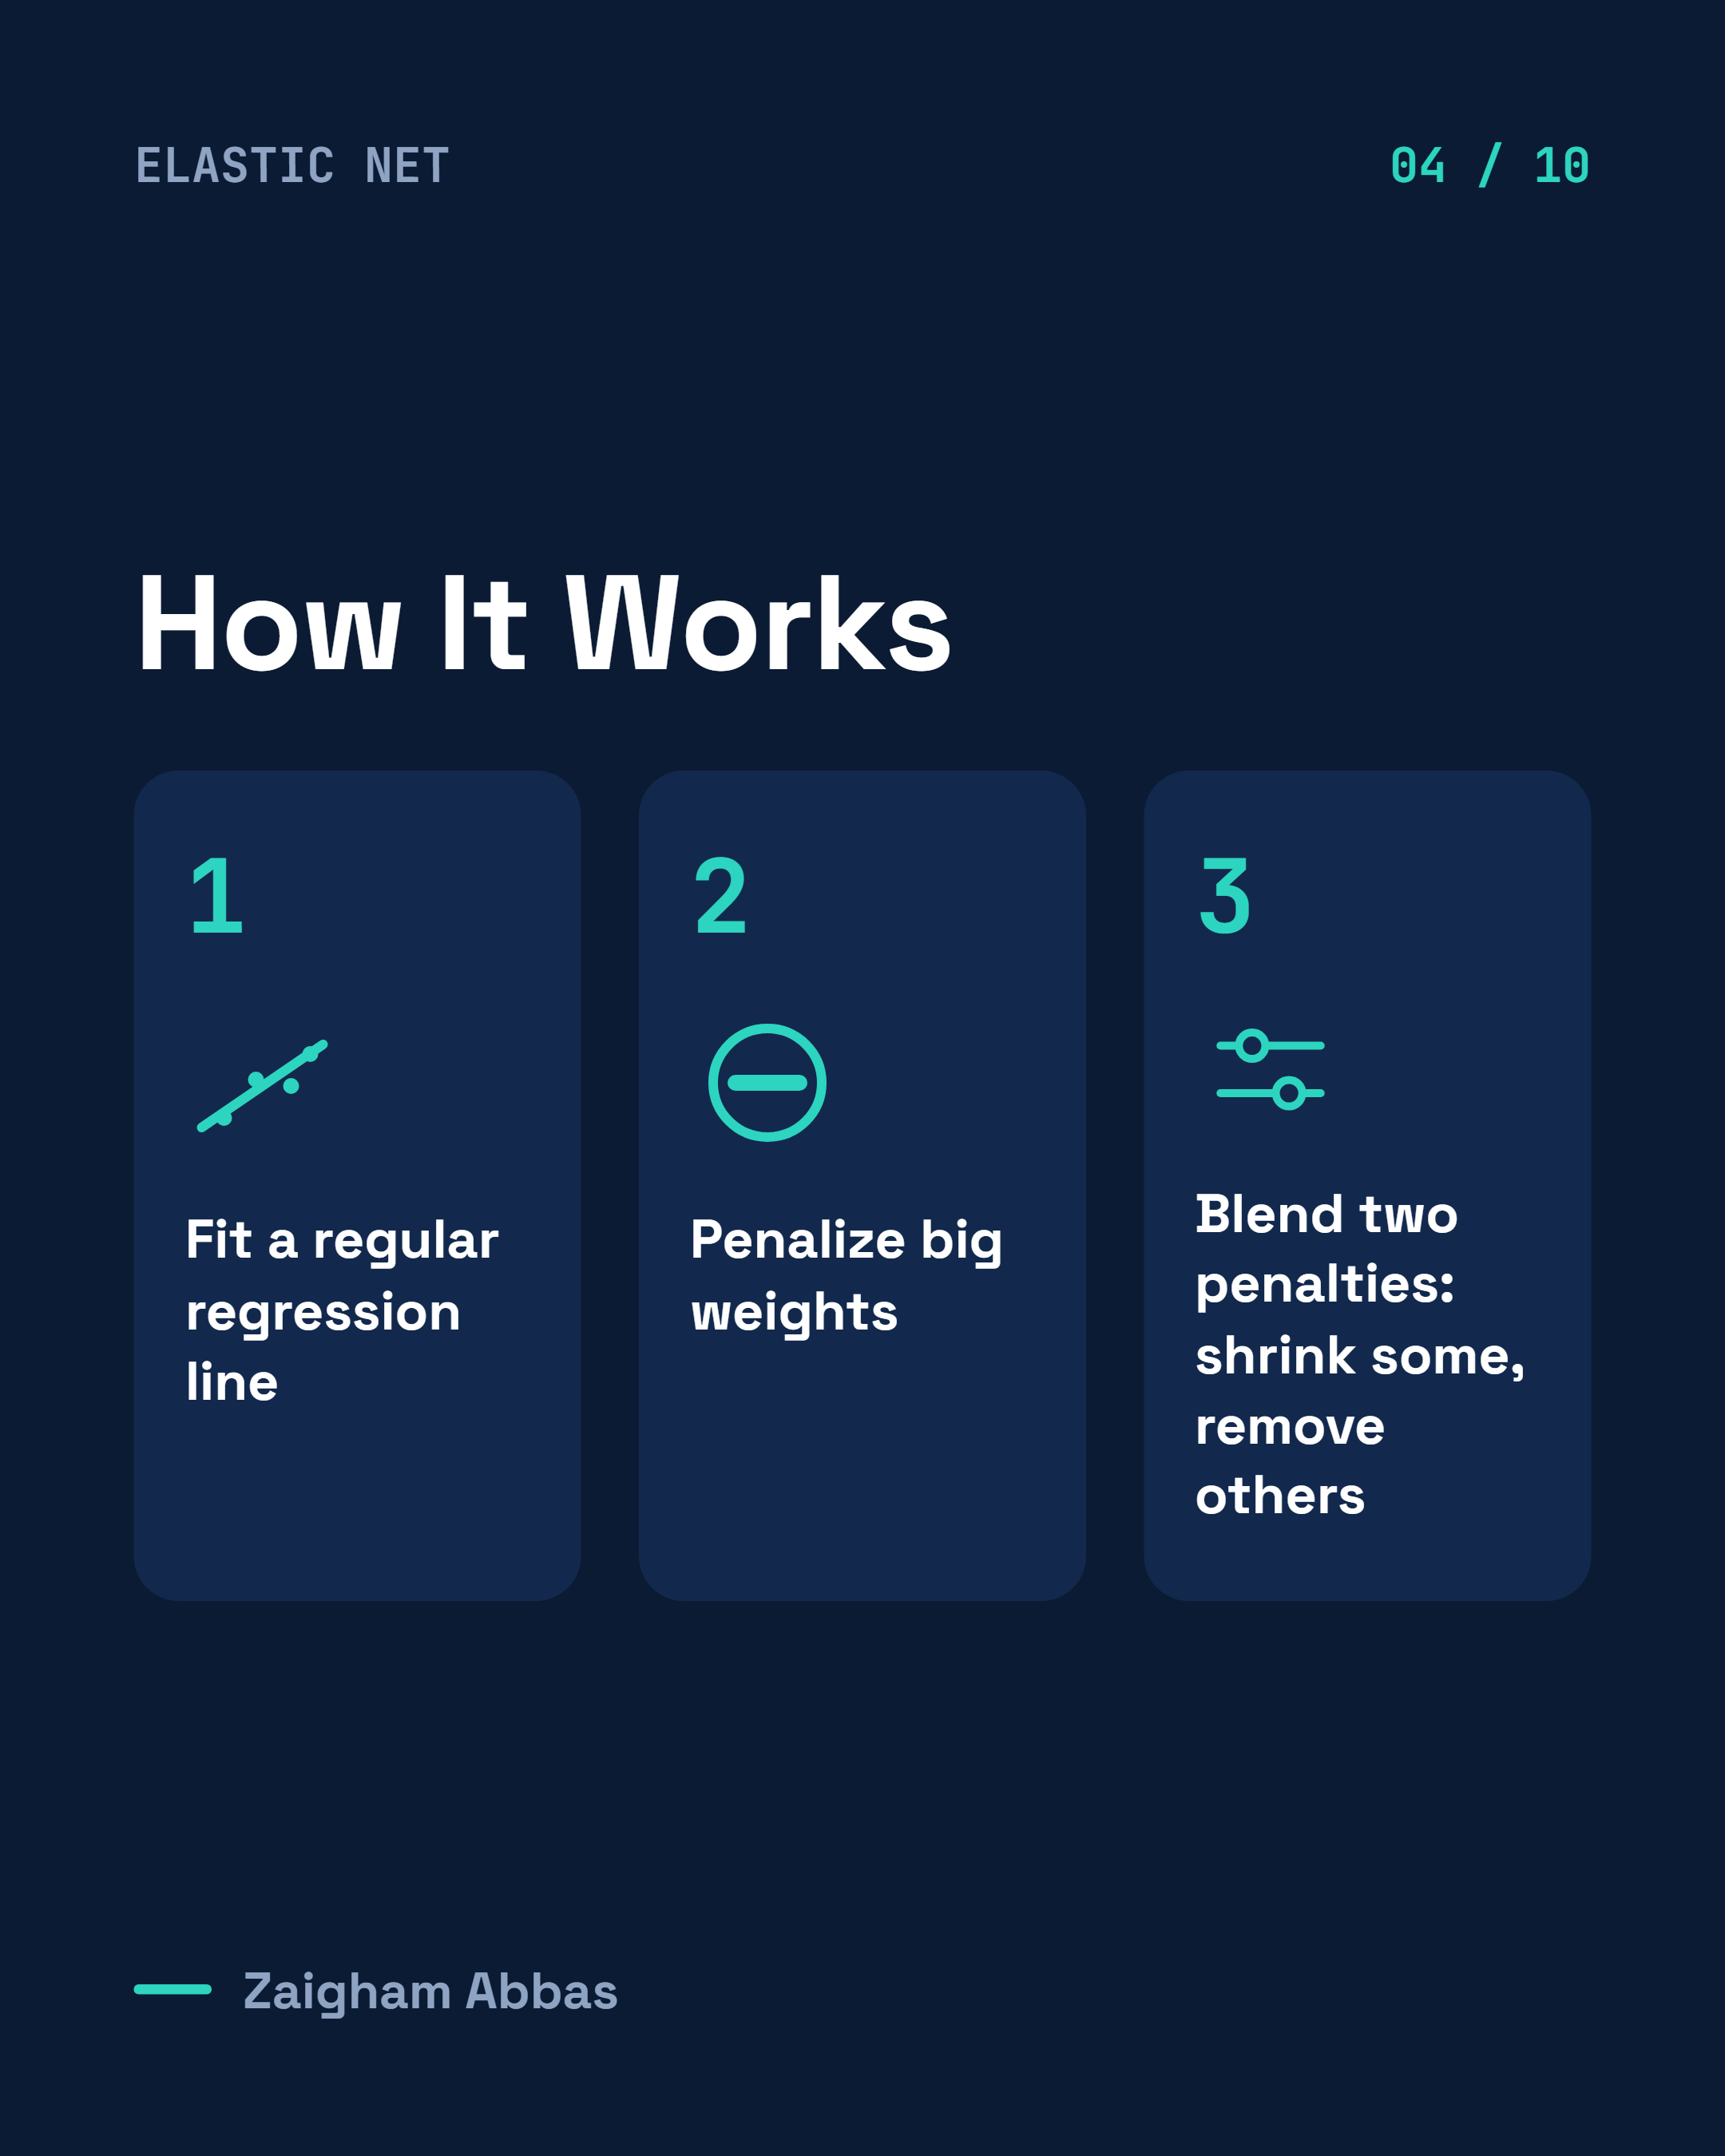 ELASTIC NET
04 / 10
How It Works
1
Fit a regular
regression
line
2
Penalize big
weights
3
Blend two
penalties:
shrink some,
remove
others
Zaigham Abbas